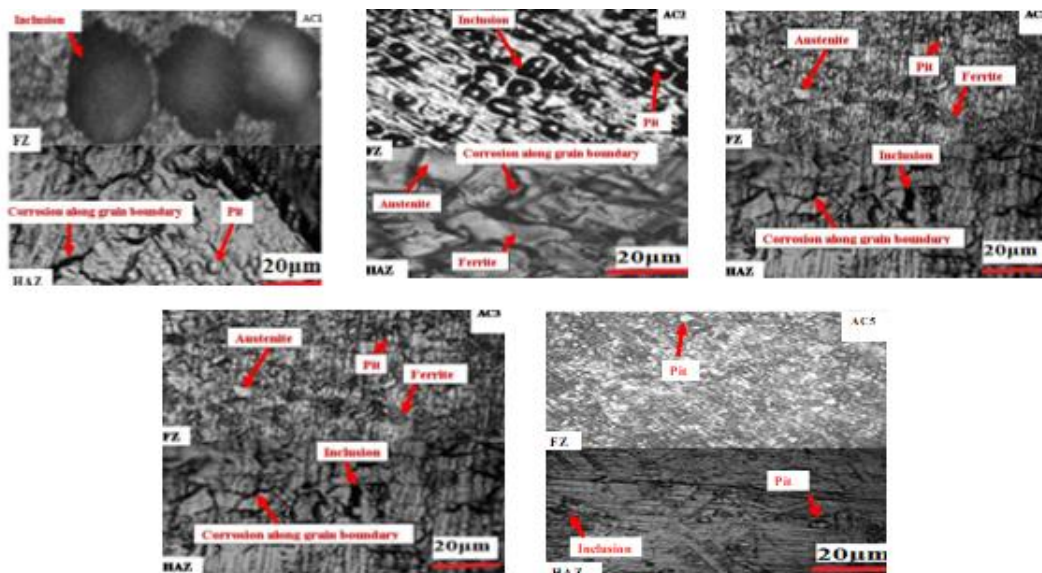 Inclusion
AC1
FZ
Corrosion along grain boundary
Pit
20µm
HAZ
Inclusion
AC2
Pit
FZ
Corrosion along grain boundary
Austenite
Ferrite
20µm
HAZ
Austenite
Pit
Ferrite
FZ
Inclusion
Corrosion along grain boundary
20µm
HAZ
AC3
Austenite
Pit
Ferrite
FZ
Inclusion
Corrosion along grain boundary
20µm
HAZ
AC5
Pit
FZ
Pit
Inclusion
20µm
HAZ